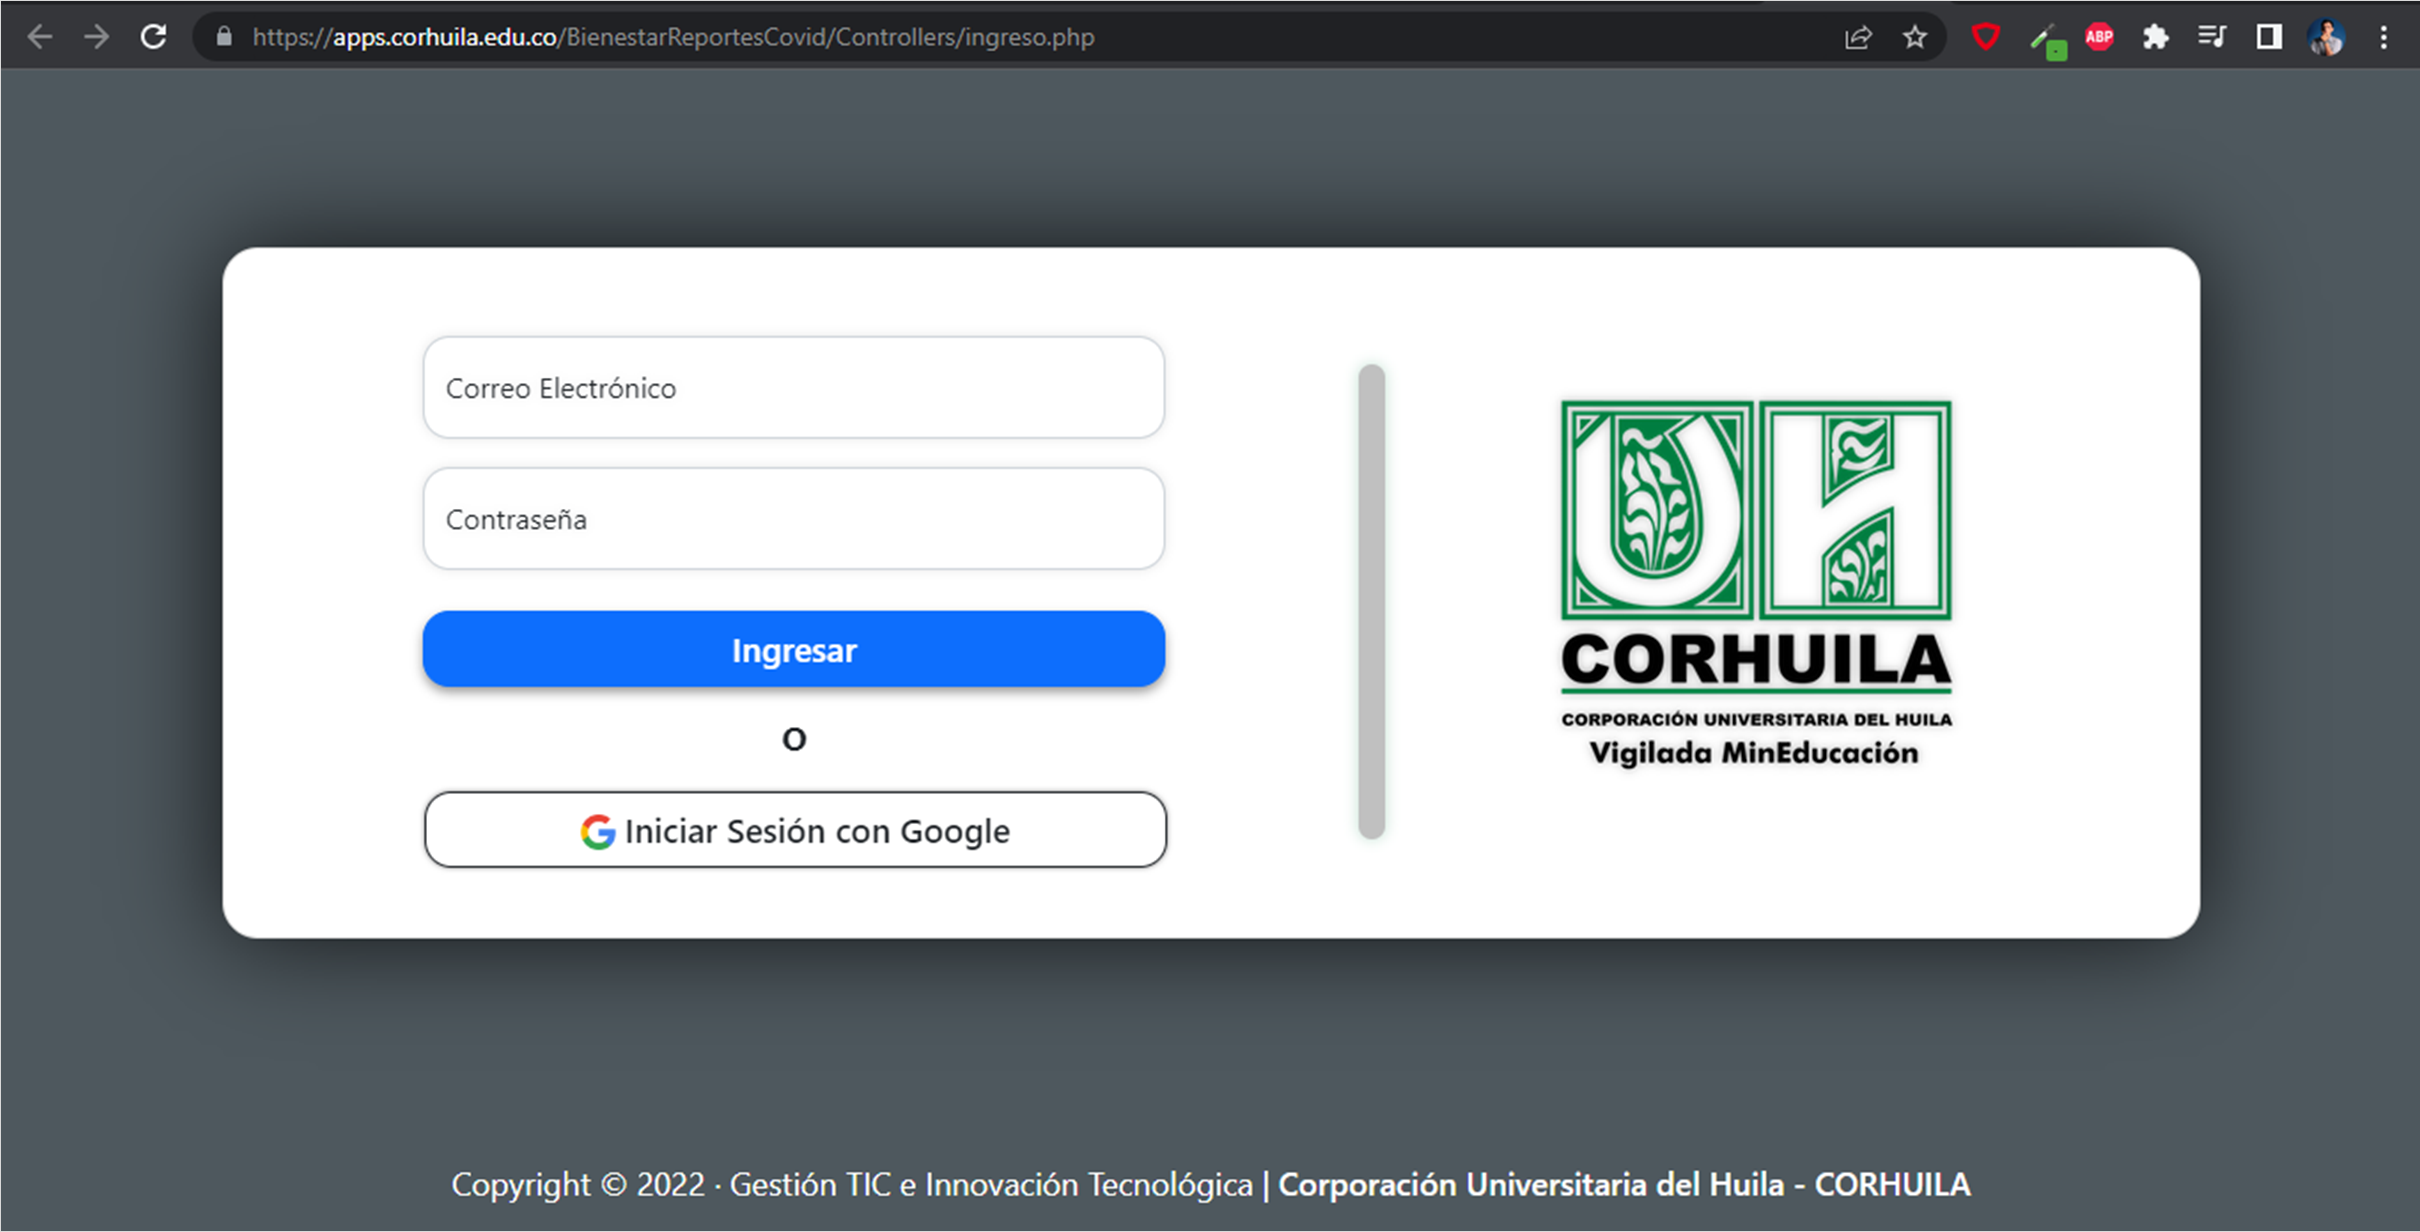 https://apps.corhuila.edu.co/BienestarReportesCovid/Controllers/ingreso.php
ABP
Correo Electrónico
Contraseña
Ingresar
O
Iniciar Sesión con Google
UH
CORHUILA
CORPORACIÓN UNIVERSITARIA DEL HUILA
Vigilada MinEducación
Copyright © 2022 · Gestión TIC e Innovación Tecnológica | Corporación Universitaria del Huila - CORHUILA